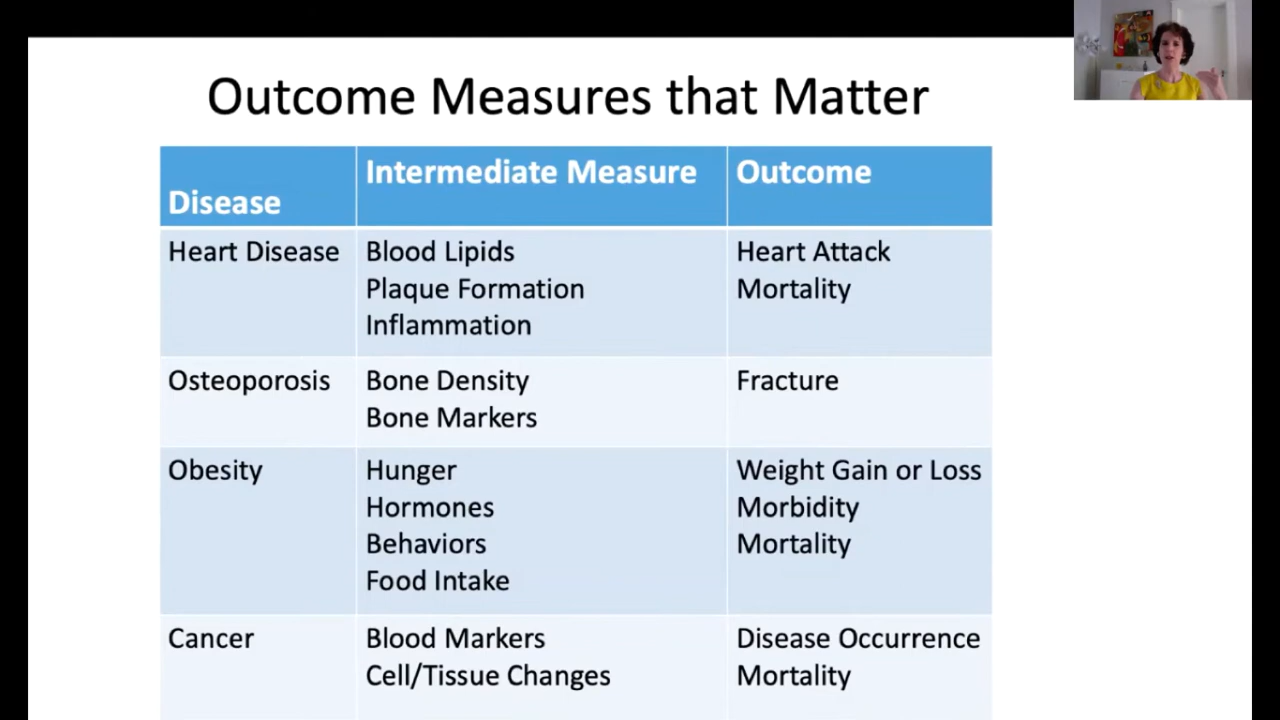 Outcome Measures that Matter
Disease
Intermediate Measure
Outcome
Heart Disease
Blood Lipids
Plaque Formation
Inflammation
Heart Attack
Mortality
Osteoporosis
Bone Density
Bone Markers
Fracture
Obesity
Hunger
Hormones
Behaviors
Food Intake
Weight Gain or Loss
Morbidity
Mortality
Cancer
Blood Markers
Cell/Tissue Changes
Disease Occurrence
Mortality